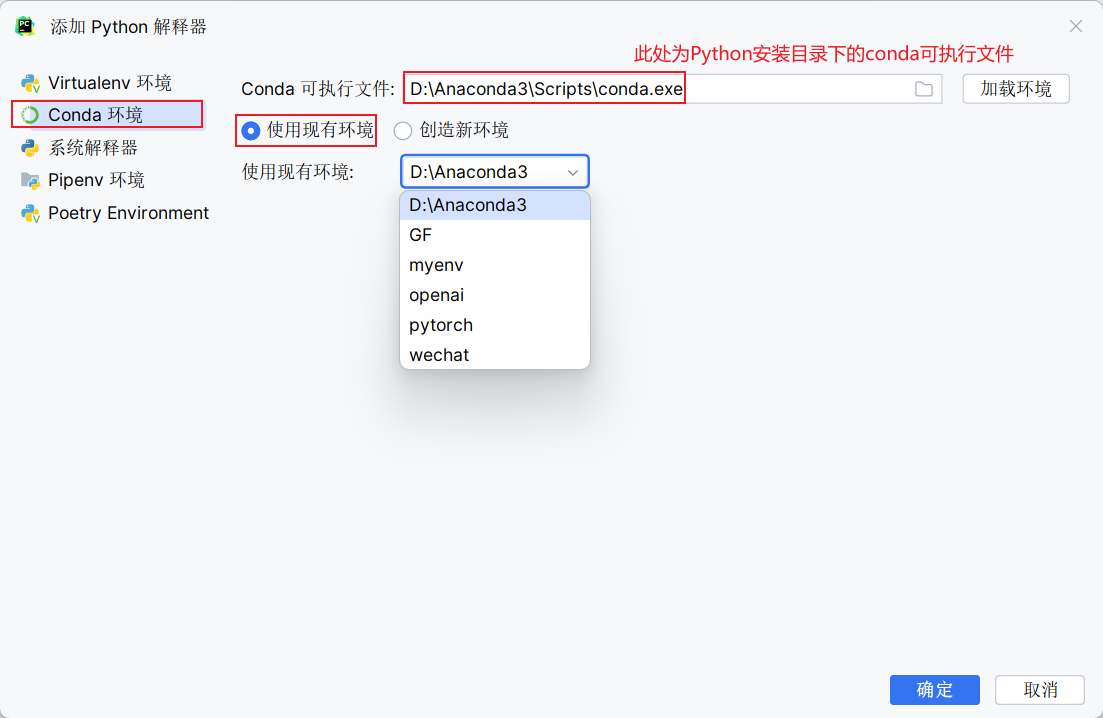 添加 Python 解释器
此处为Python安装目录下的conda可执行文件
Virtualenv 环境
Conda 环境
系统解释器
Pipenv 环境
Poetry Environment
Conda 可执行文件: D:\Anaconda3\Scripts\conda.exe 加载环境
使用现有环境 创造新环境
使用现有环境: D:\Anaconda3
D:\Anaconda3
GF
myenv
openai
pytorch
wechat
确定 取消